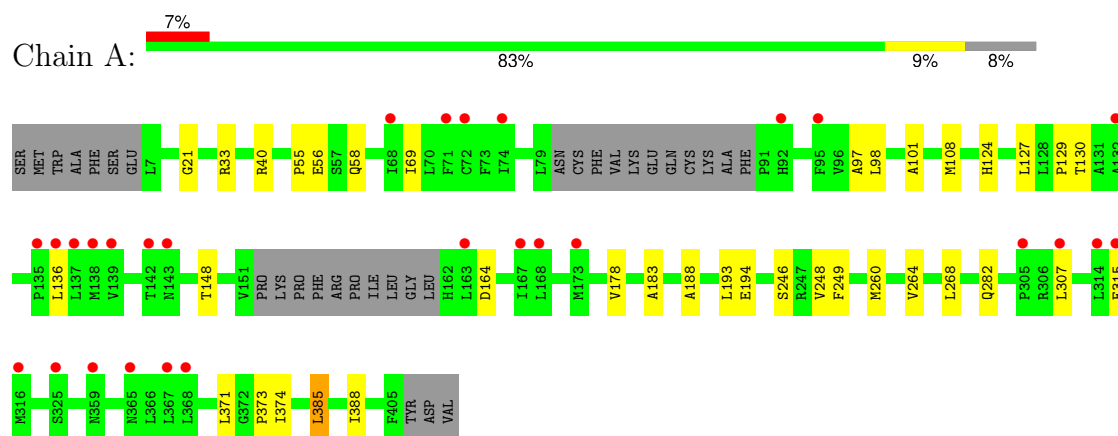 7%
Chain A:
83% 9% 8%
SER MET TRP ALA PHE SER GLU L7 G21 R33 R40 P55 E56 S57 Q58 I68 I69 L70 F71 C72 F73 I74 L79 ASN CYS PHE VAL LYS GLU GLN CYS LYS ALA PHE P91 H92 F95 V96 A97 L98 A101 M108 H124 L127 L128 P129 T130 A131 A132
P135 L136 L137 M138 V139 T142 N143 T148 V151 PRO LYS PRO PHE ARG PRO ILE LEU GLY LEU H162 L163 D164 I167 L168 M173 V178 A183 A188 L193 E194 S246 R247 V248 F249 M260 V264 L268 Q282 P305 R306 L307 L314
M316 S325 N359 N365 L366 L367 L368 L371 G372 P373 I374 L385 I388 F405 TYR ASP VAL